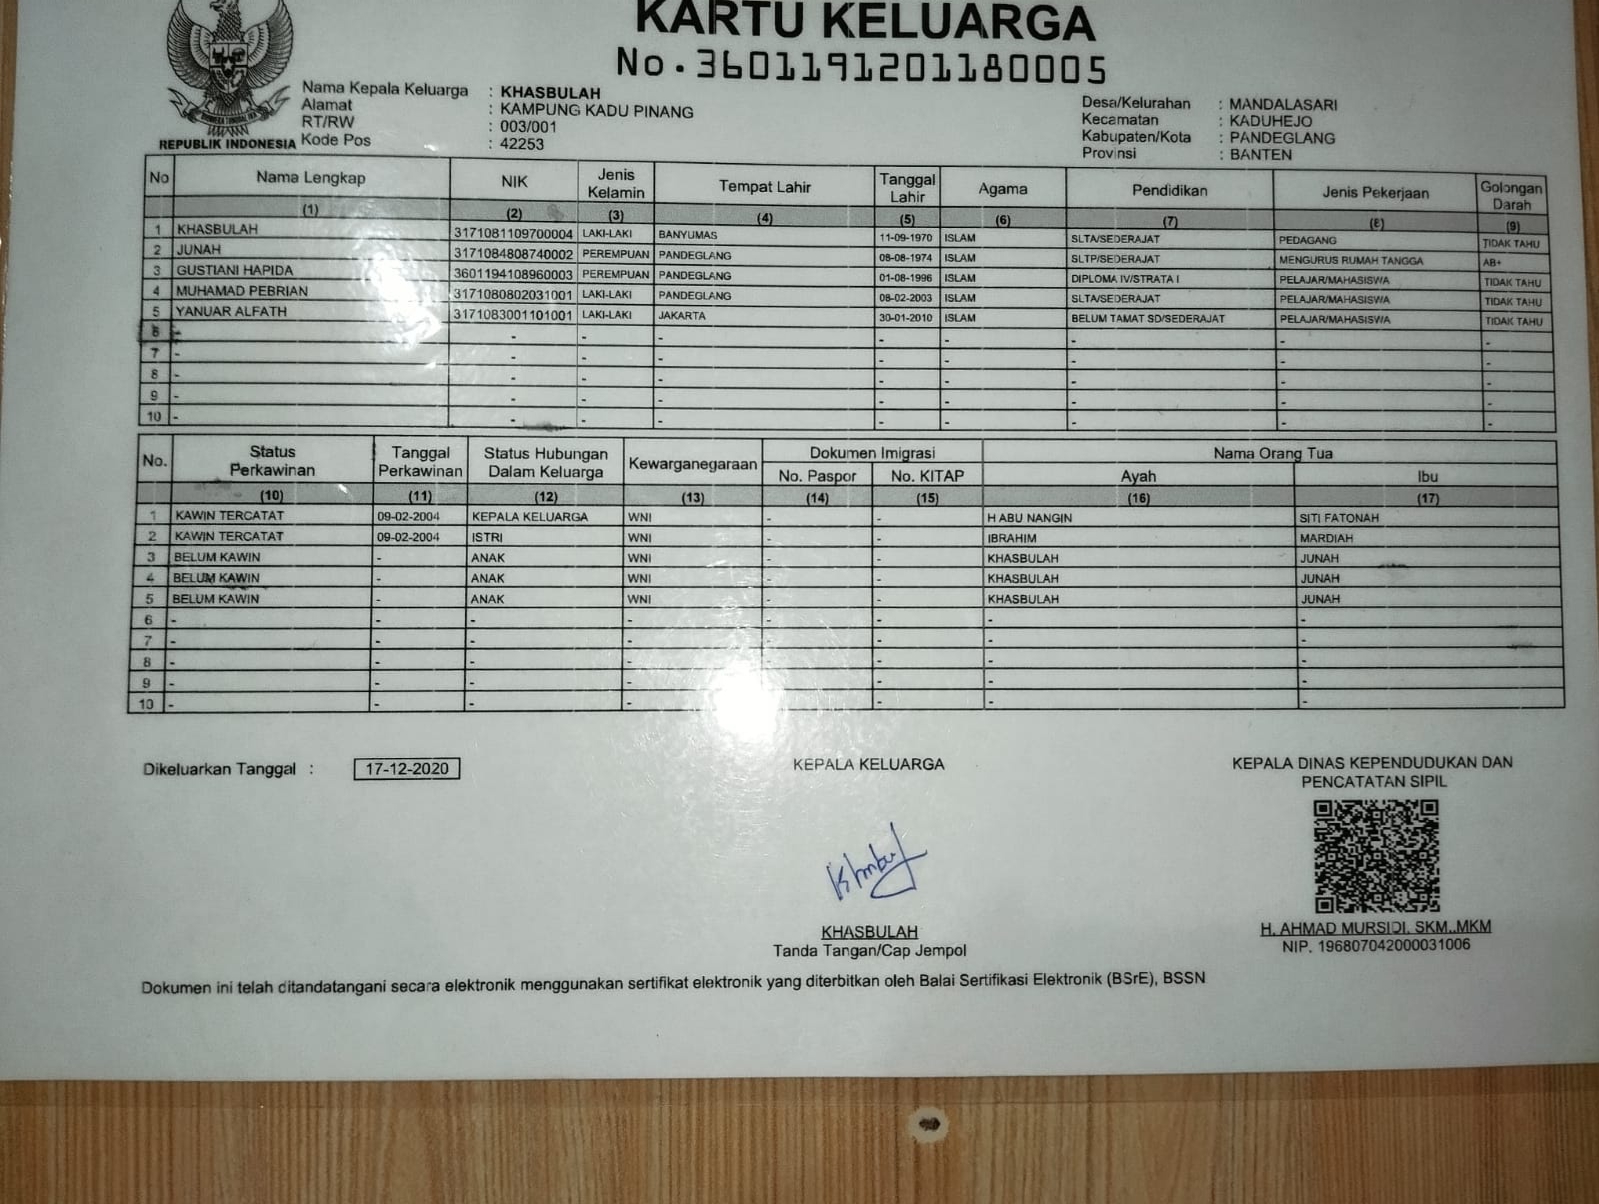 KARTU KELUARGA
No. 3601191201180005
REPUBLIK INDONESIA
Nama Kepala Keluarga : KHASBULAH
Alamat : KAMPUNG KADU PINANG
RT/RW : 003/001
Kode Pos : 42253
Desa/Kelurahan : MANDALASARI
Kecamatan : KADUHEJO
Kabupaten/Kota : PANDEGLANG
Provinsi : BANTEN
No Nama Lengkap NIK Jenis Kelamin Tempat Lahir Tanggal Lahir Agama Pendidikan Jenis Pekerjaan Golongan Darah
(1) (2) (3) (4) (5) (6) (7) (8) (9)
1 KHASBULAH 3171081109700004 LAKI-LAKI BANYUMAS 11-09-1970 ISLAM SLTA/SEDERAJAT PEDAGANG TIDAK TAHU
2 JUNAH 3171084808740002 PEREMPUAN PANDEGLANG 08-08-1974 ISLAM SLTP/SEDERAJAT MENGURUS RUMAH TANGGA AB+
3 GUSTIANI HAPIDA 3601194108960003 PEREMPUAN PANDEGLANG 01-08-1996 ISLAM DIPLOMA IV/STRATA I PELAJAR/MAHASISWA TIDAK TAHU
4 MUHAMAD PEBRIAN 3171080802031001 LAKI-LAKI PANDEGLANG 08-02-2003 ISLAM SLTA/SEDERAJAT PELAJAR/MAHASISWA TIDAK TAHU
5 YANUAR ALFATH 3171083001101001 LAKI-LAKI JAKARTA 30-01-2010 ISLAM BELUM TAMAT SD/SEDERAJAT PELAJAR/MAHASISWA TIDAK TAHU
6 - - - - - - - - -
7 - - - - - - - - -
8 - - - - - - - - -
9 - - - - - - - - -
10 - - - - - - - - -
No. Status Perkawinan Tanggal Perkawinan Status Hubungan Dalam Keluarga Kewarganegaraan Dokumen Imigrasi Nama Orang Tua
No. Paspor No. KITAP Ayah Ibu
(10) (11) (12) (13) (14) (15) (16) (17)
1 KAWIN TERCATAT 09-02-2004 KEPALA KELUARGA WNI - - H ABU NANGIN SITI FATONAH
2 KAWIN TERCATAT 09-02-2004 ISTRI WNI - - IBRAHIM MARDIAH
3 BELUM KAWIN - ANAK WNI - - KHASBULAH JUNAH
4 BELUM KAWIN - ANAK WNI - - KHASBULAH JUNAH
5 BELUM KAWIN - ANAK WNI - - KHASBULAH JUNAH
6 - - - - - - - -
7 - - - - - - - -
8 - - - - - - - -
9 - - - - - - - -
10 - - - - - - - -
Dikeluarkan Tanggal : 17-12-2020
KEPALA KELUARGA
KHASBULAH
Tanda Tangan/Cap Jempol
KEPALA DINAS KEPENDUDUKAN DAN
PENCATATAN SIPIL
H. AHMAD MURSIDI, SKM.,MKM
NIP. 196807042000031006
Dokumen ini telah ditandatangani secara elektronik menggunakan sertifikat elektronik yang diterbitkan oleh Balai Sertifikasi Elektronik (BSrE), BSSN